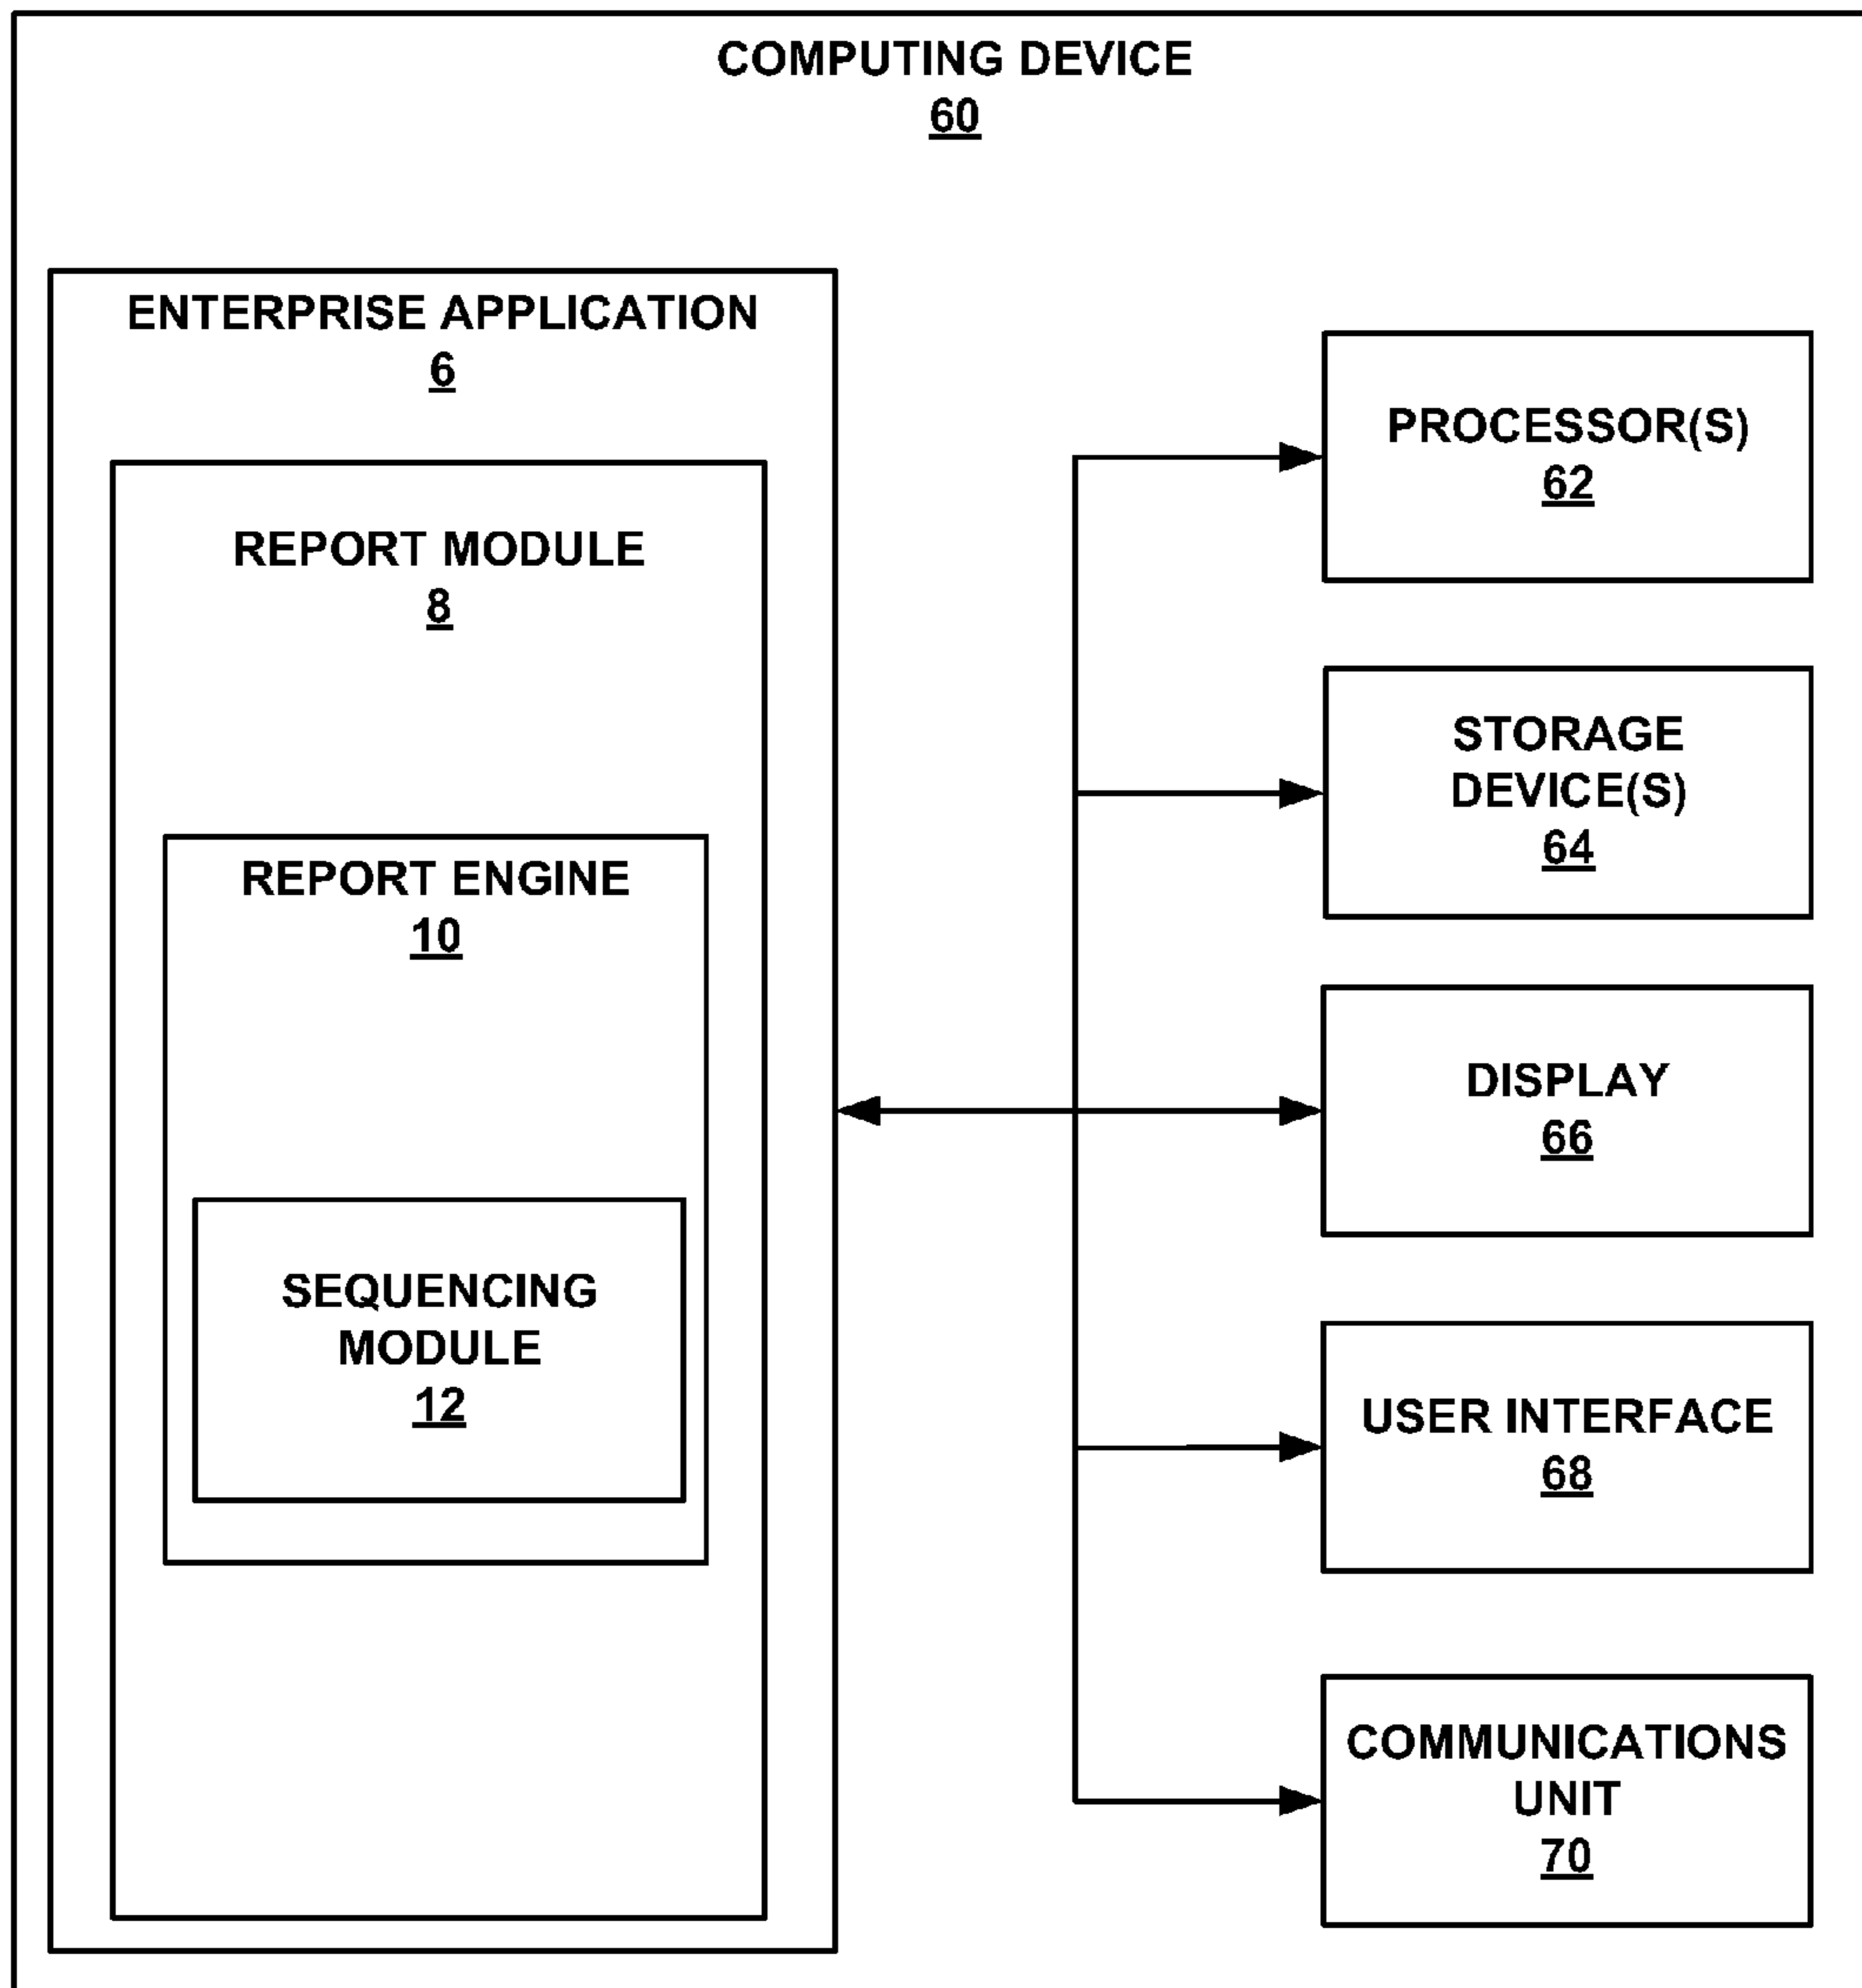 COMPUTING DEVICE
60
ENTERPRISE APPLICATION
6
REPORT MODULE
8
REPORT ENGINE
10
SEQUENCING
MODULE
12
PROCESSOR(S)
62
STORAGE
DEVICE(S)
64
DISPLAY
66
USER INTERFACE
68
COMMUNICATIONS
UNIT
70